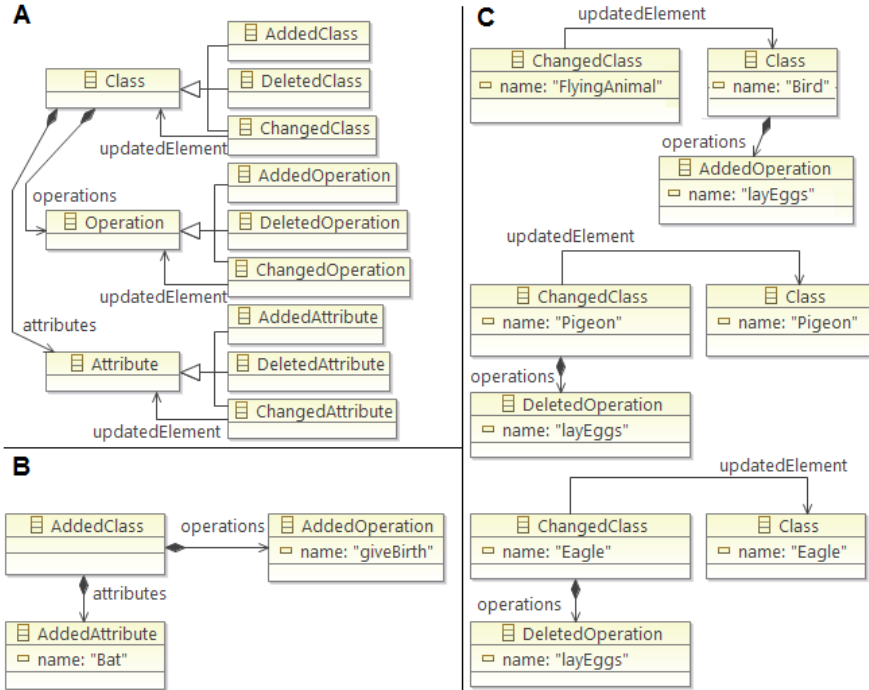 A
Class
AddedClass
DeletedClass
ChangedClass
updatedElement
operations
Operation
AddedOperation
DeletedOperation
ChangedOperation
updatedElement
attributes
Attribute
AddedAttribute
DeletedAttribute
ChangedAttribute
updatedElement
B
AddedClass
operations
AddedOperation
name: "giveBirth"
attributes
AddedAttribute
name: "Bat"
C
updatedElement
ChangedClass
name: "FlyingAnimal"
Class
name: "Bird"
operations
AddedOperation
name: "layEggs"
updatedElement
ChangedClass
name: "Pigeon"
Class
name: "Pigeon"
operations
DeletedOperation
name: "layEggs"
updatedElement
ChangedClass
name: "Eagle"
Class
name: "Eagle"
operations
DeletedOperation
name: "layEggs"